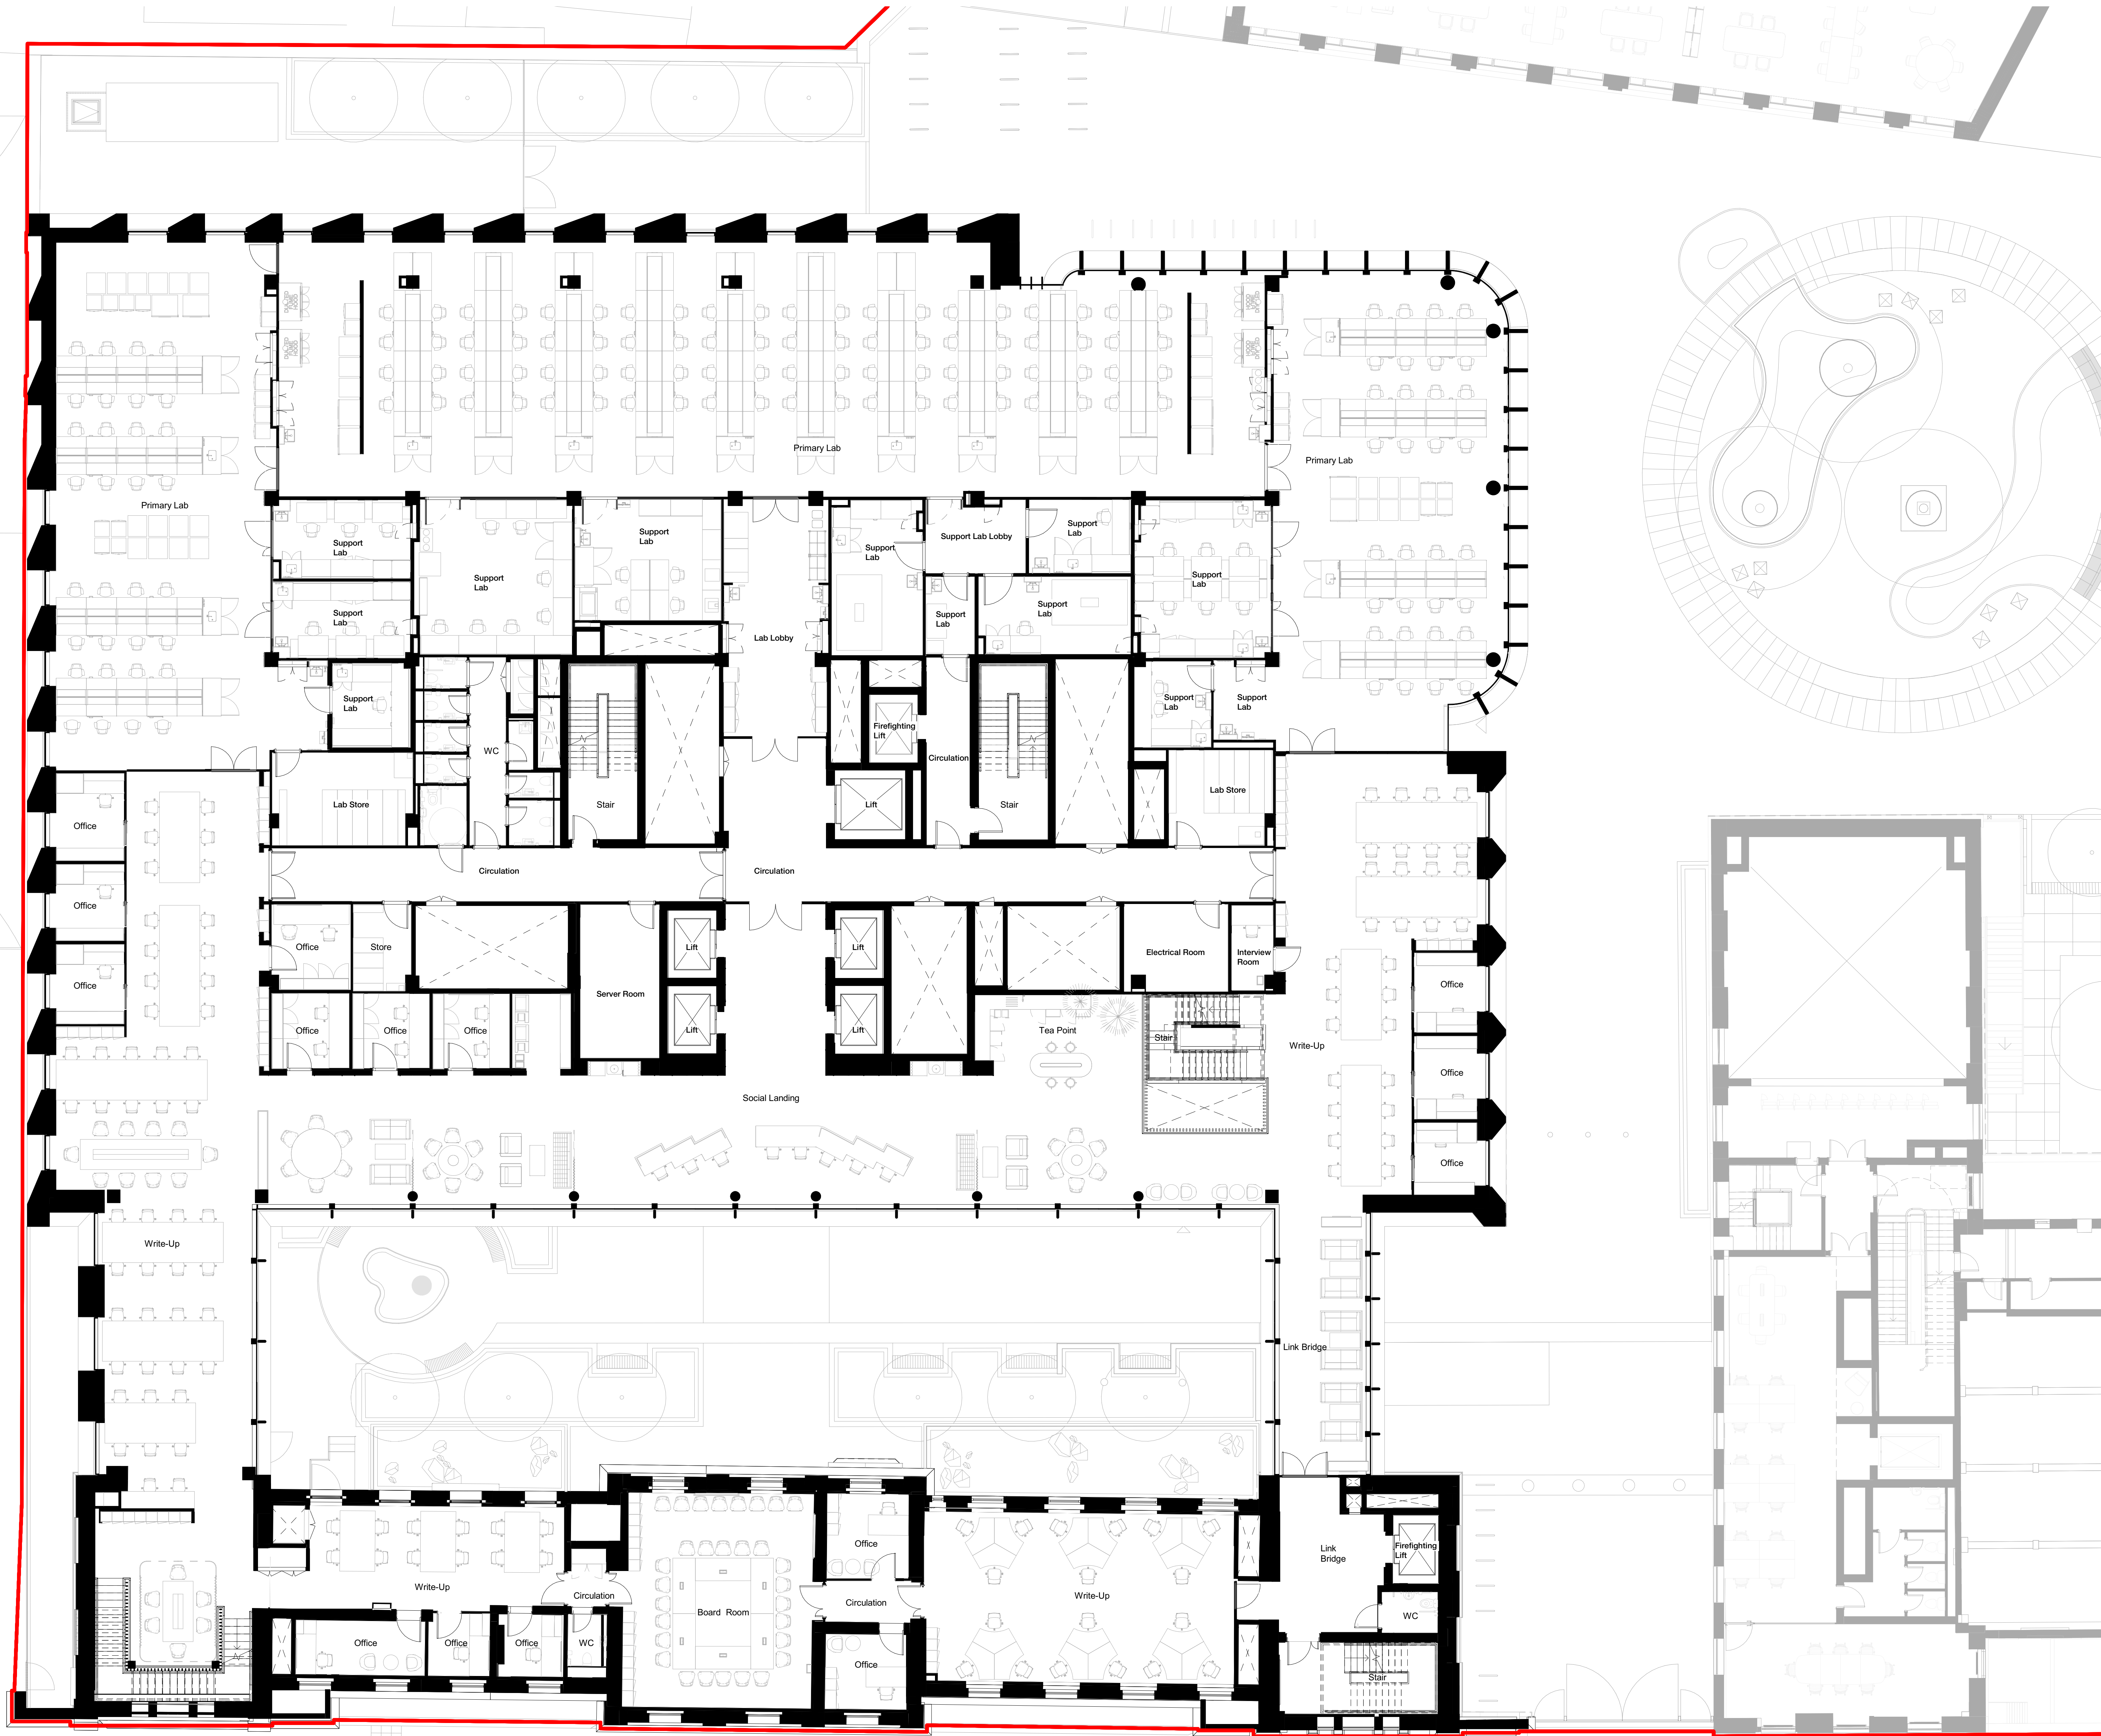 Primary Lab
Primary Lab
Primary Lab
Support
Lab
Support
Lab
Support
Lab
Support
Lab
Support
Lab
Support Lab Lobby
Support
Lab
Support
Lab
Support
Lab
Support
Lab
Support
Lab
Lab Lobby
Support
Lab
Support
Lab
Support
Lab
Firefighting
Lift
WC
Circulation
Lab Store
Stair
Lift
Stair
Lab Store
Office
Circulation
Circulation
Office
Office
Store
Lift
Lift
Electrical Room
Interview
Room
Office
Office
Server Room
Office
Office
Office
Lift
Lift
Tea Point
Stair
Write-Up
Office
Social Landing
Office
Write-Up
Link Bridge
Office
Link
Bridge
Firefighting
Lift
Write-Up
Circulation
Circulation
Write-Up
Board Room
WC
Office
Office
Office
WC
Office
Stair